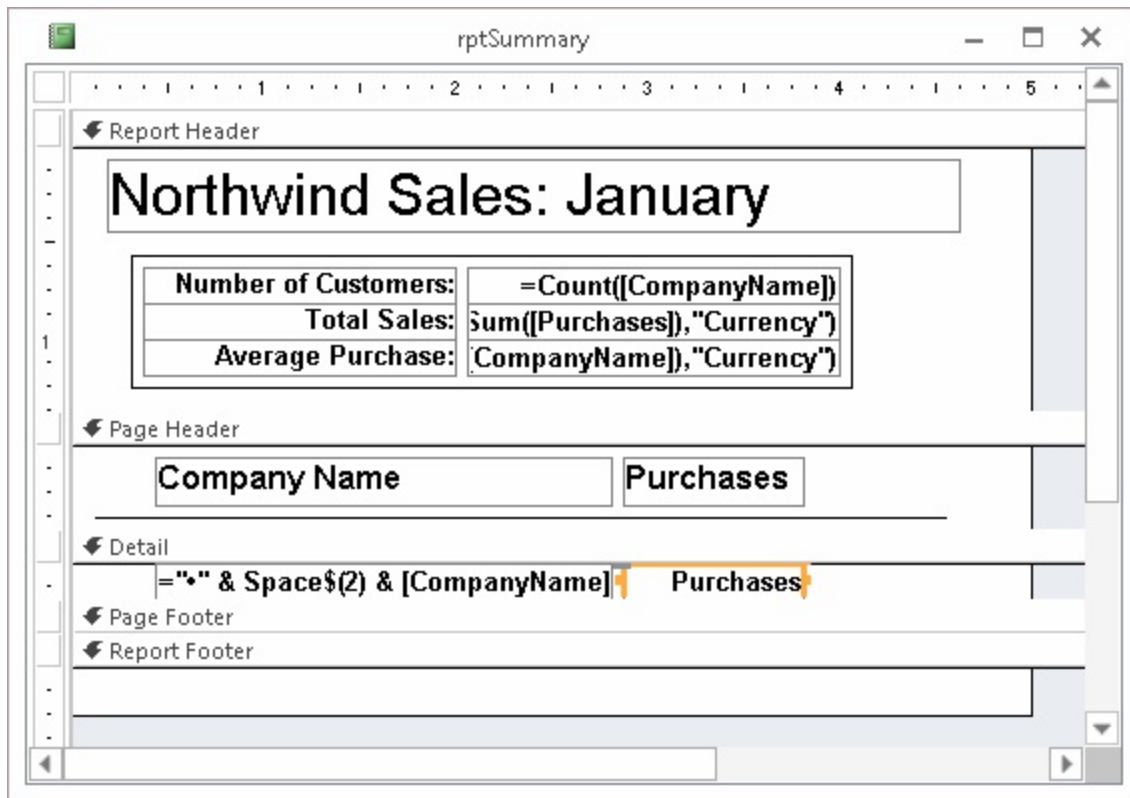 rptSummary
1 2 3 4 5
Report Header
Northwind Sales: January
Number of Customers: =Count([CompanyName])
Total Sales: Sum([Purchases]),"Currency")
Average Purchase: CompanyName]),"Currency")
1
Page Header
Company Name Purchases
Detail
="•" & Space$(2) & [CompanyName] Purchases
Page Footer
Report Footer